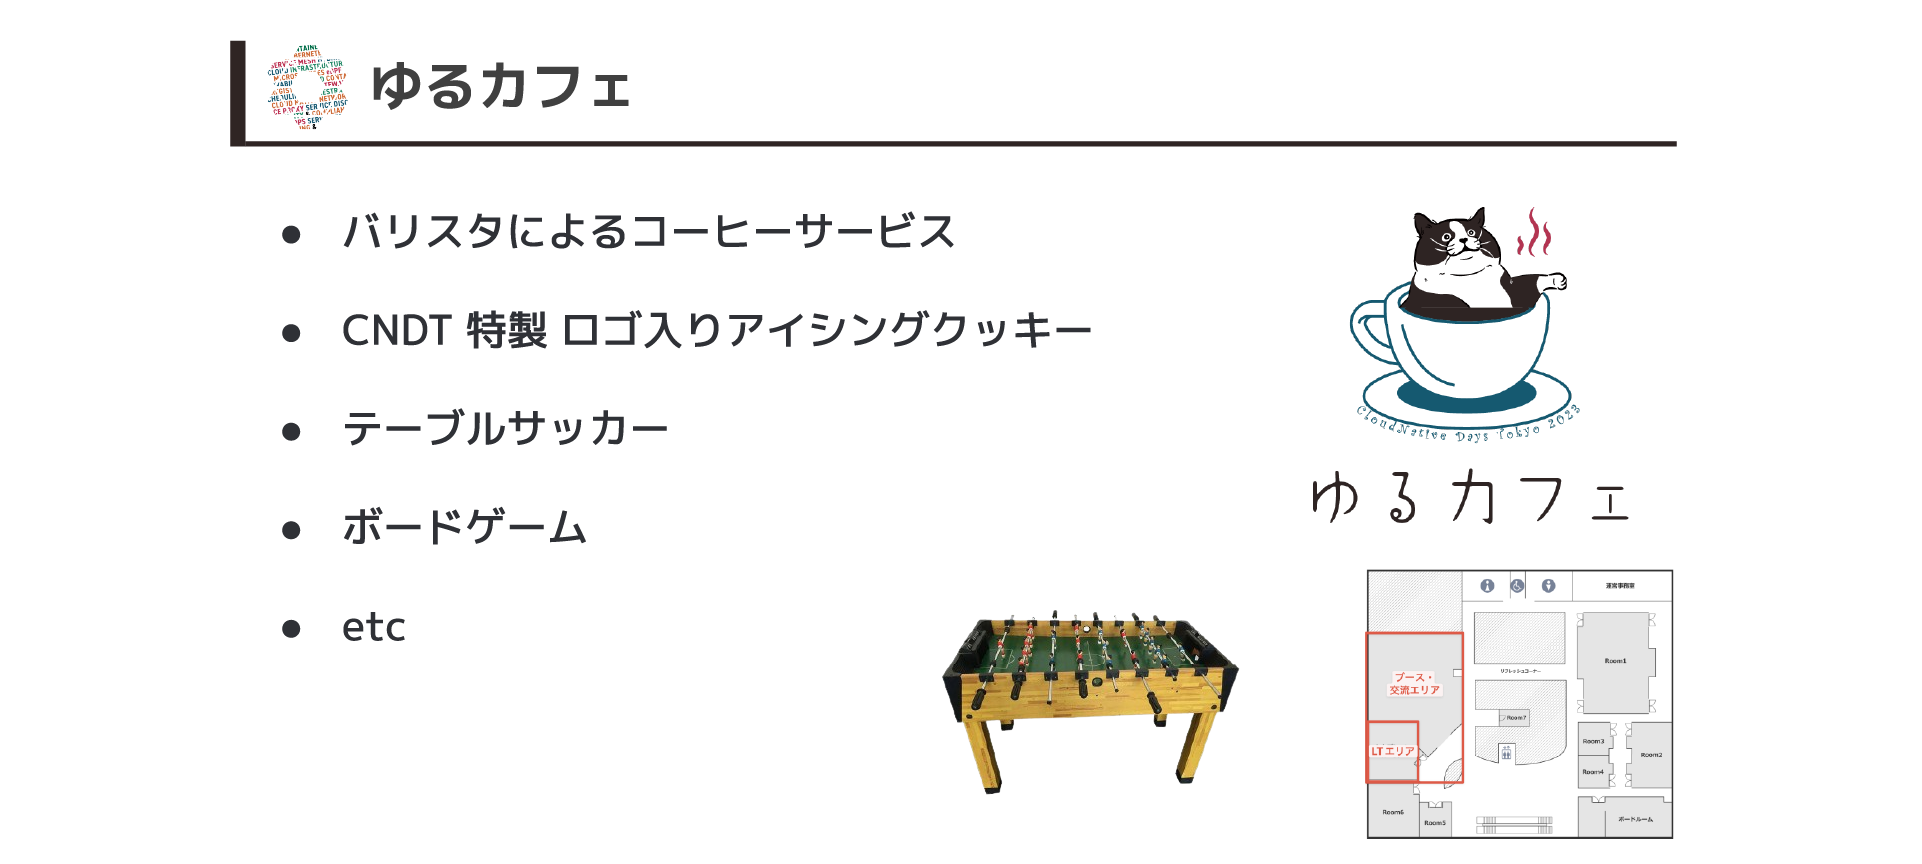 ゆるカフェ
● バリスタによるコーヒーサービス
● CNDT 特製 ロゴ入りアイシングクッキー
● テーブルサッカー
● ボードゲーム
● etc
CloudNative Days Tokyo 2023
ゆるカフェ
運営事務室
Room1
リフレッシュコーナー
ブース・
交流エリア
Room7
LTエリア
Room3
Room2
Room4
Room6
Room5
ボードルーム